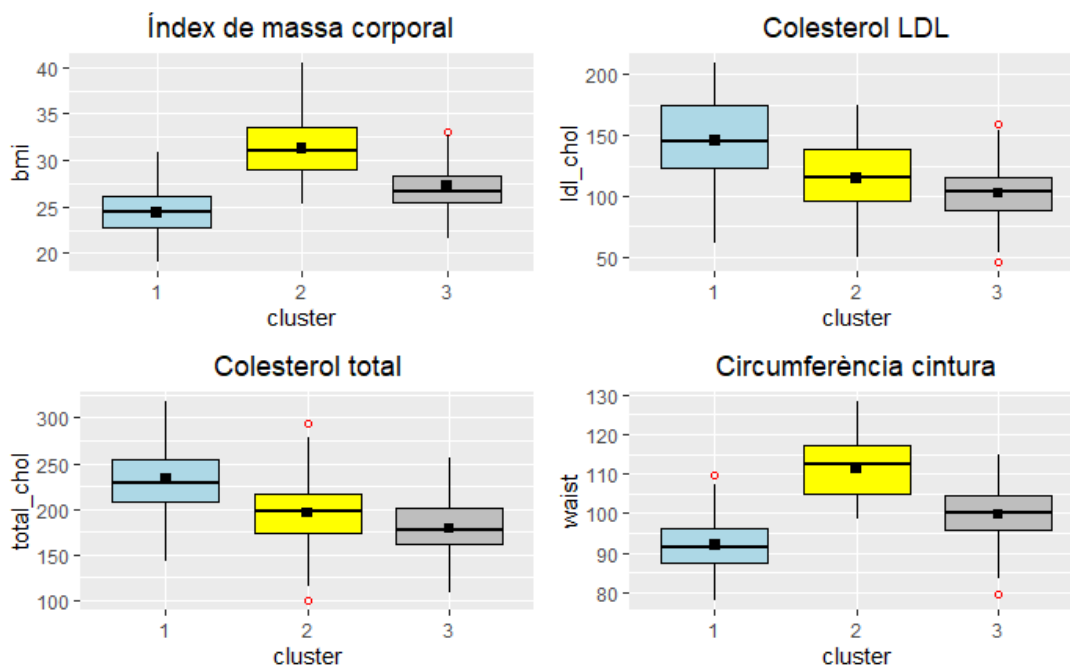 Índex de massa corporal
40
35
30
25
20
bmi
1 2 3
cluster
Colesterol LDL
200
150
100
50
ldl_chol
1 2 3
cluster
Colesterol total
300
250
200
150
100
total_chol
1 2 3
cluster
Circumferència cintura
130
120
110
100
90
80
waist
1 2 3
cluster